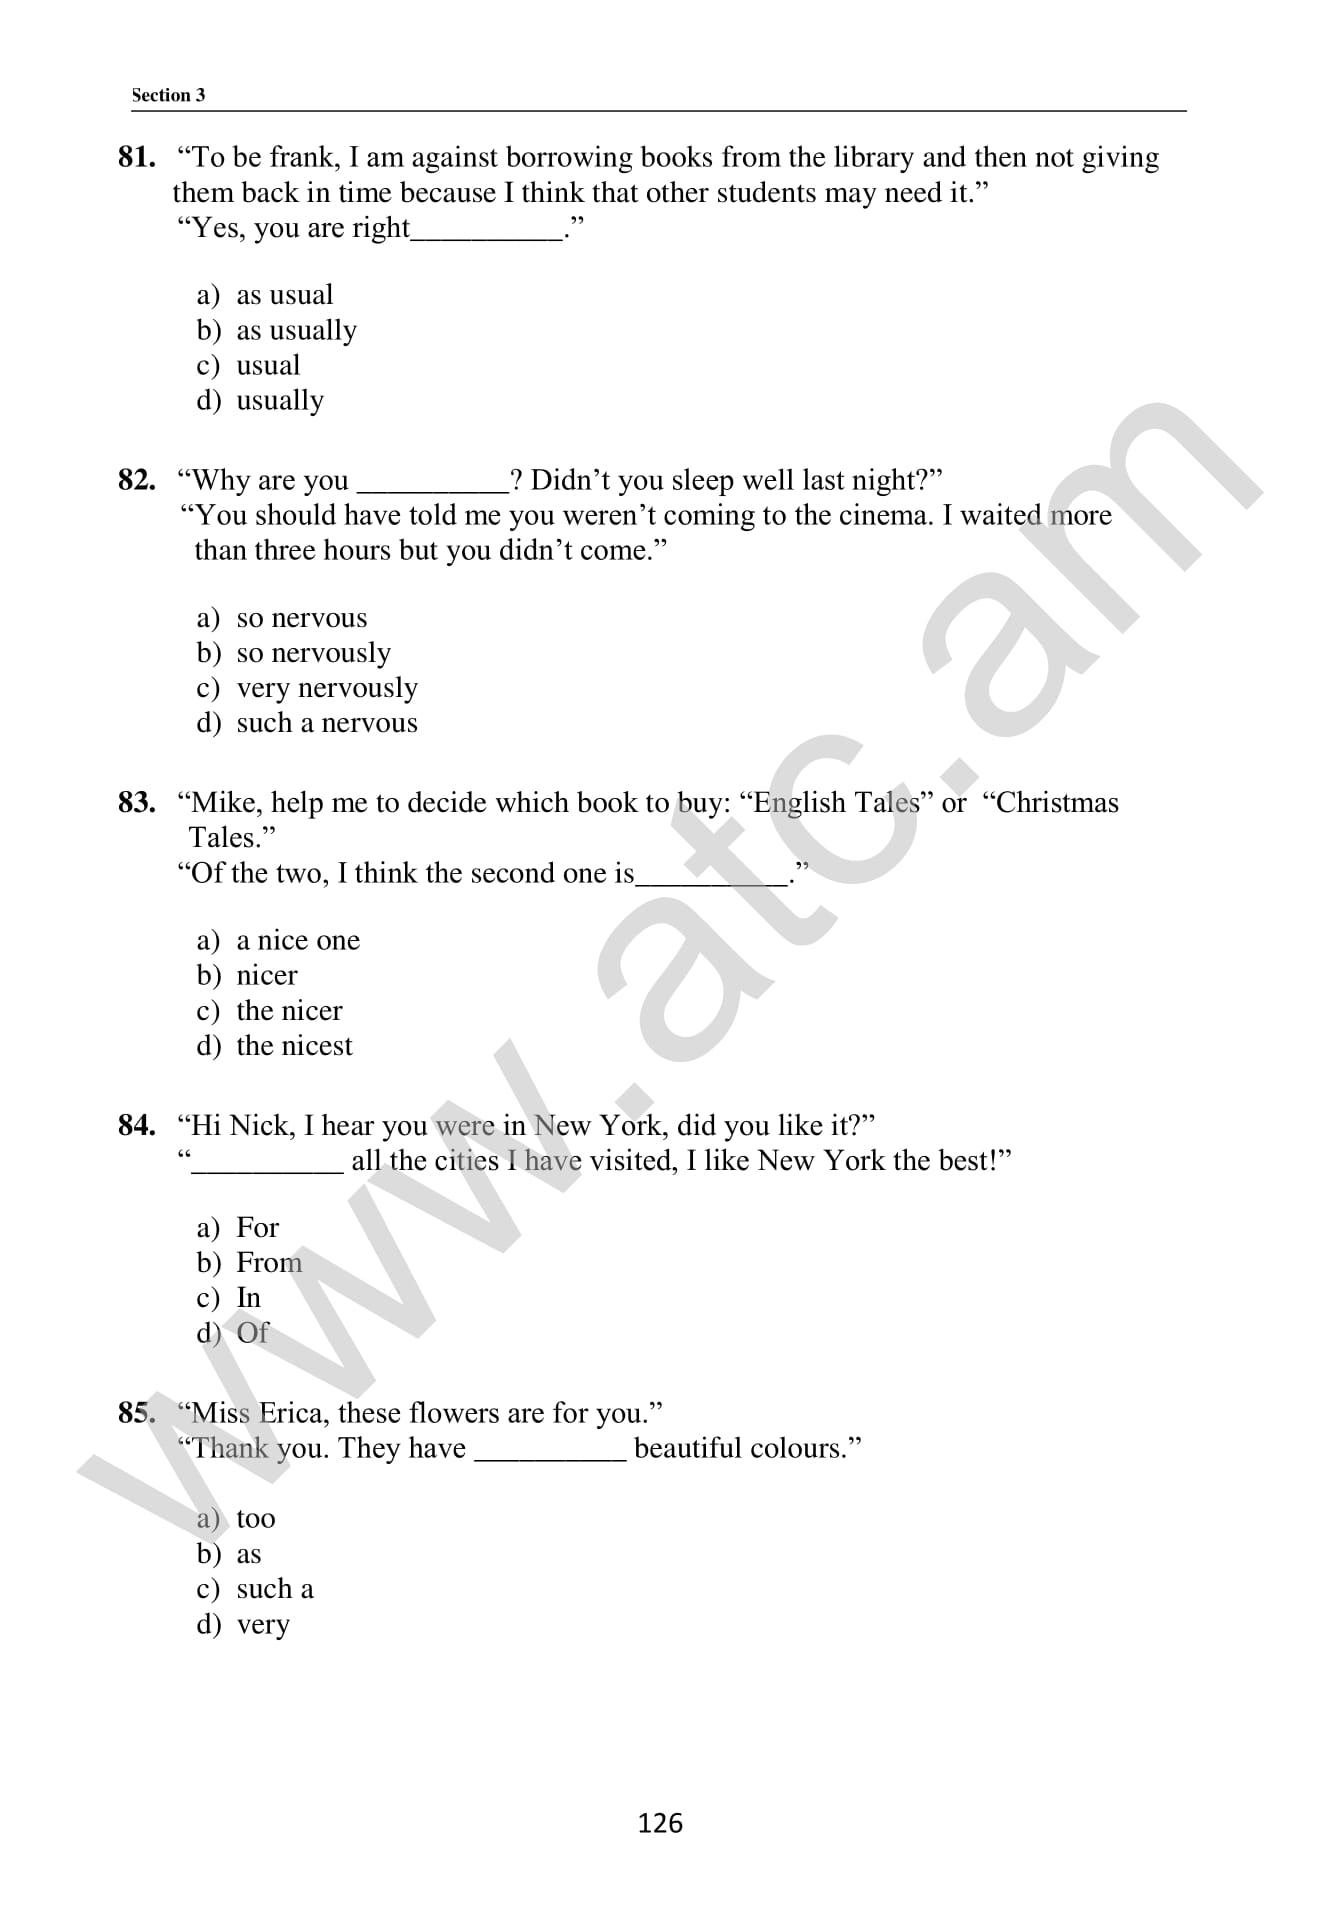 Section 3
81. “To be frank, I am against borrowing books from the library and then not giving
them back in time because I think that other students may need it.”
“Yes, you are right__________.”
a) as usual
b) as usually
c) usual
d) usually
82. “Why are you __________? Didn’t you sleep well last night?”
“You should have told me you weren’t coming to the cinema. I waited more
than three hours but you didn’t come.”
a) so nervous
b) so nervously
c) very nervously
d) such a nervous
83. “Mike, help me to decide which book to buy: “English Tales” or “Christmas
Tales.”
“Of the two, I think the second one is__________.”
a) a nice one
b) nicer
c) the nicer
d) the nicest
84. “Hi Nick, I hear you were in New York, did you like it?”
“__________ all the cities I have visited, I like New York the best!”
a) For
b) From
c) In
d) Of
85. “Miss Erica, these flowers are for you.”
“Thank you. They have __________ beautiful colours.”
a) too
b) as
c) such a
d) very
126
www.atc.am